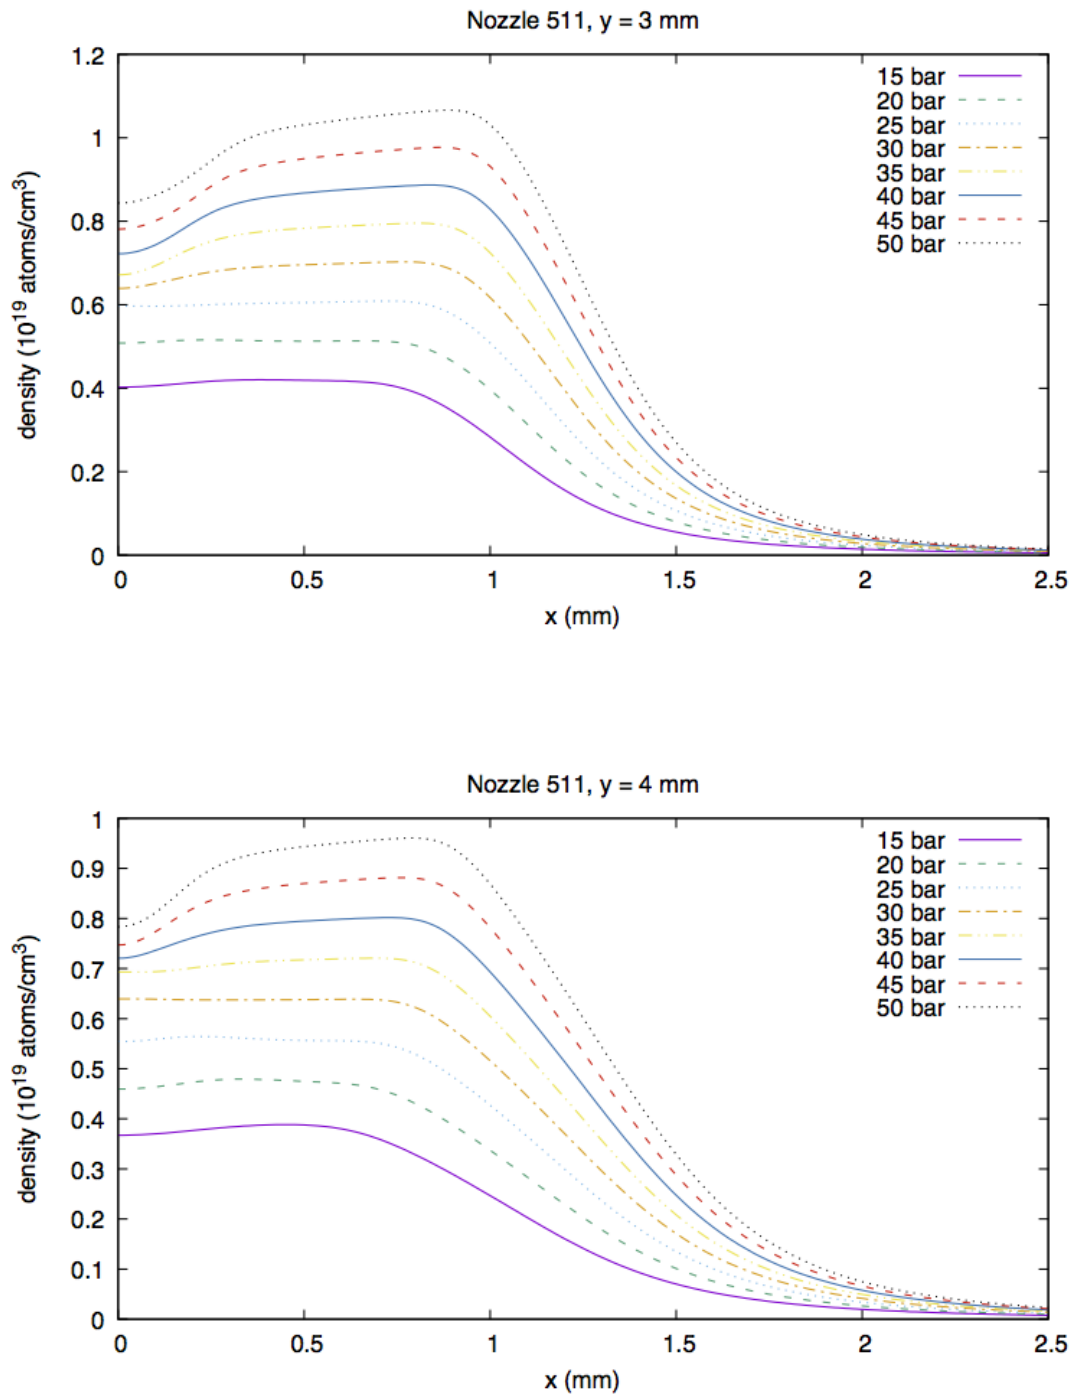 Nozzle 511, y = 3 mm
1.2
1
0.8
0.6
0.4
0.2
0
density (10¹⁹ atoms/cm³)
15 bar
20 bar
25 bar
30 bar
35 bar
40 bar
45 bar
50 bar
0 0.5 1 1.5 2 2.5
x (mm)
Nozzle 511, y = 4 mm
1
0.9
0.8
0.7
0.6
0.5
0.4
0.3
0.2
0.1
0
density (10¹⁹ atoms/cm³)
15 bar
20 bar
25 bar
30 bar
35 bar
40 bar
45 bar
50 bar
0 0.5 1 1.5 2 2.5
x (mm)